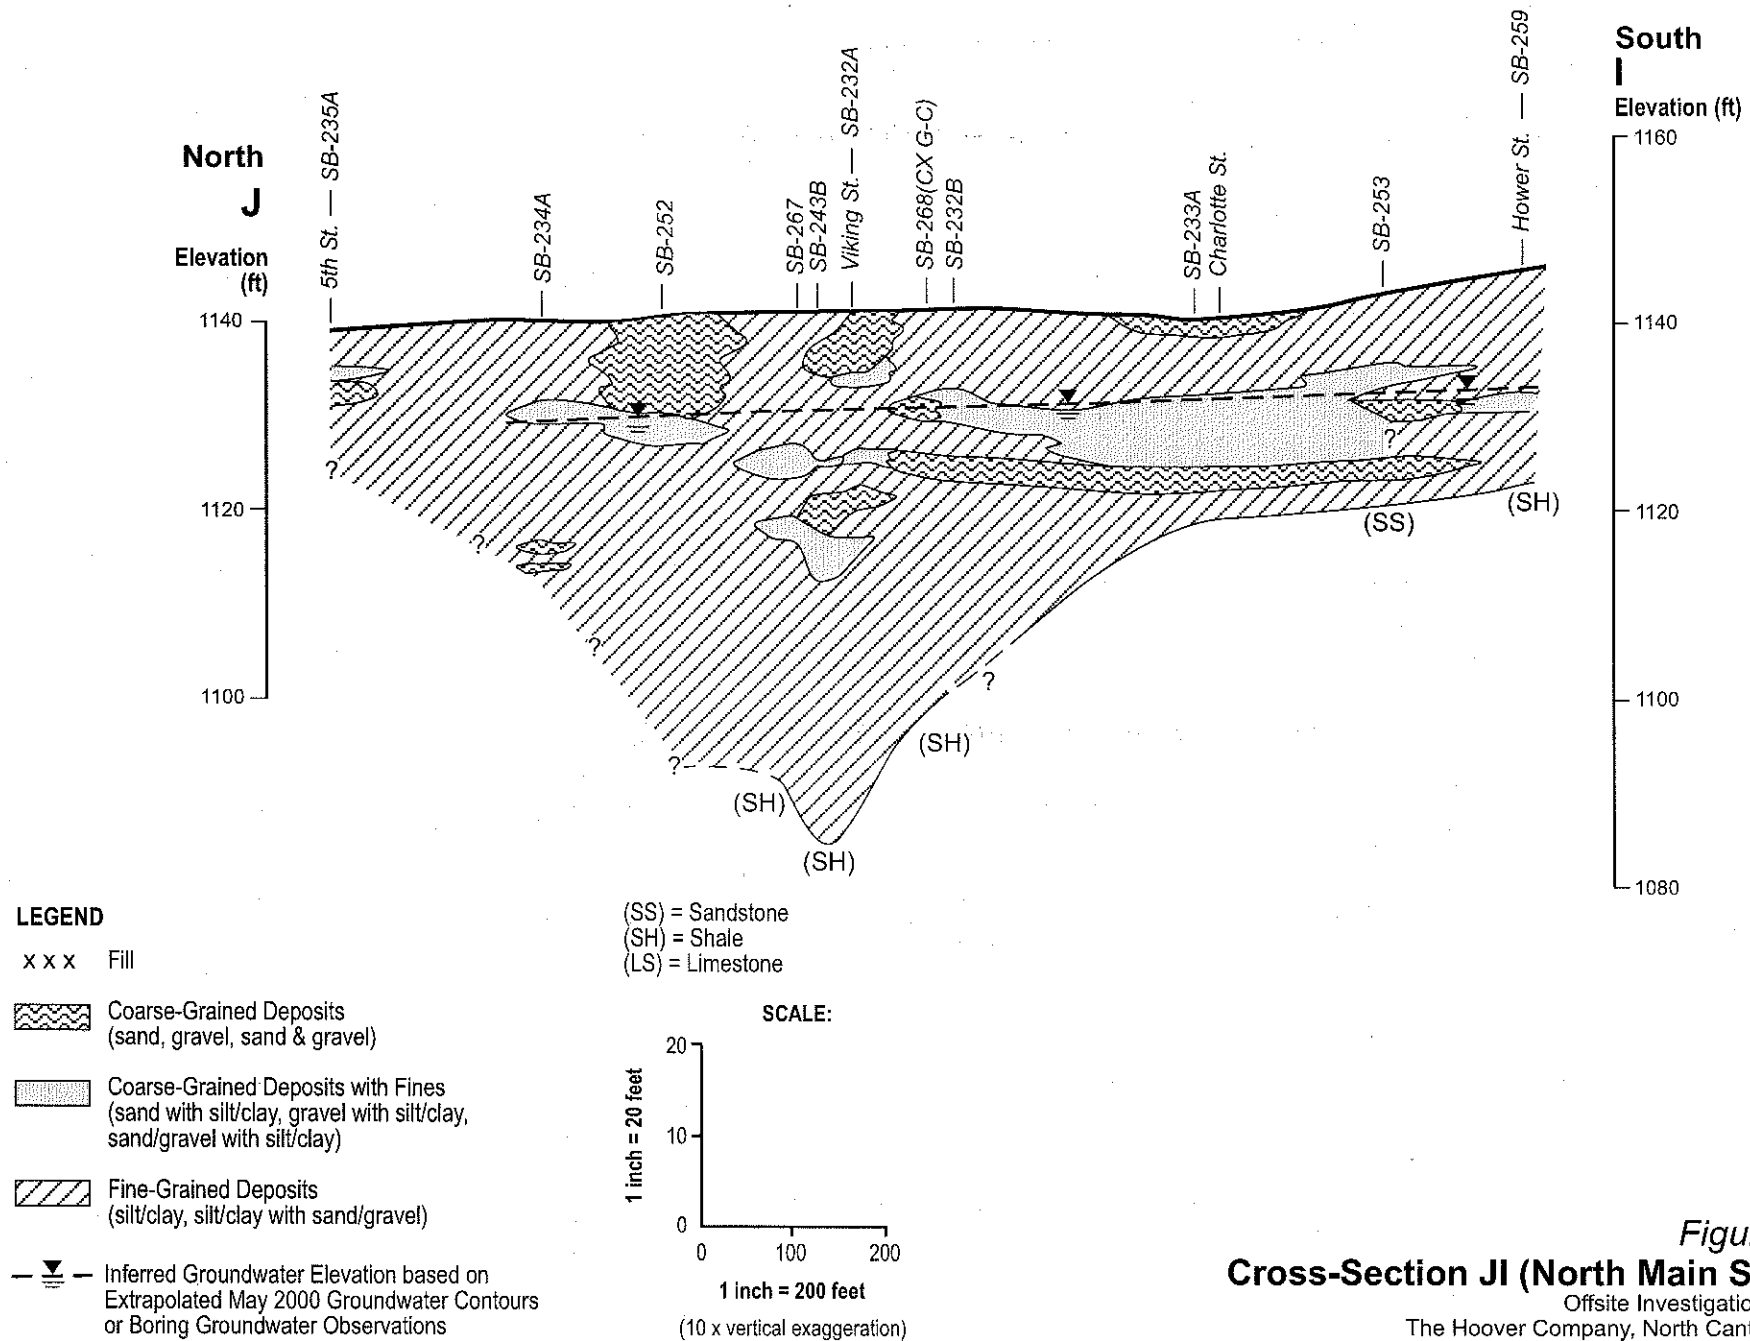 South
I
Elevation (ft)
North
J
Elevation
(ft)
5th St. — SB-235A
SB-234A
SB-252
SB-267
SB-243B
Viking St. — SB-232A
SB-268(CX G-C)
SB-232B
SB-233A
Charlotte St.
SB-253
Hower St. — SB-259
1160
1140
1140
1120
1120
1100
1100
1080
?
?
?
?
?
?
(SH)
(SS)
(SH)
(SH)
(SH)
LEGEND
x x x Fill
Coarse-Grained Deposits
(sand, gravel, sand & gravel)
Coarse-Grained Deposits with Fines
(sand with silt/clay, gravel with silt/clay,
sand/gravel with silt/clay)
Fine-Grained Deposits
(silt/clay, silt/clay with sand/gravel)
Inferred Groundwater Elevation based on
Extrapolated May 2000 Groundwater Contours
or Boring Groundwater Observations
(SS) = Sandstone
(SH) = Shale
(LS) = Limestone
SCALE:
20
10
0
1 inch = 20 feet
0 100 200
1 inch = 200 feet
(10 x vertical exaggeration)
Cross-Section JI (North Main S
Offsite
The Hoover Company, North